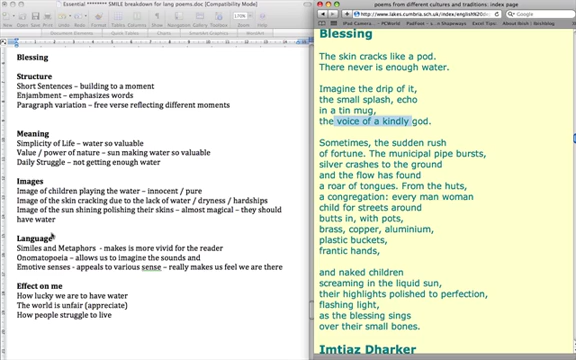 Essential ******** SMILE breakdown for lang poems.doc [Compatibility Mode]
170%
Document Elements
Tables
Charts
SmartArt Graphics
WordArt
Blessing
Structure
Short Sentences – building to a moment
Enjambment – emphasizes words
Paragraph variation – free verse reflecting different moments
Meaning
Simplicity of Life – water so valuable
Value / power of nature – sun making water so valuable
Daily Struggle – not getting enough water
Images
Image of children playing the water – innocent / pure
Image of the skin cracking due to the lack of water / dryness / hardships
Image of the sun shining polishing their skins – almost magical – they should
have water
Language
Similes and Metaphors - makes is more vivid for the reader
Onomatopoeia – allows us to imagine the sounds and
Emotive senses - appeals to various sense – really makes us feel we are there
Effect on me
How lucky we are to have water
The world is unfair (appreciate)
How people struggle to live
poems from different cultures and traditions: index page
Blessing
The skin cracks like a pod.
There never is enough water.
Imagine the drip of it,
the small splash, echo
in a tin mug,
the voice of a kindly god.
Sometimes, the sudden rush
of fortune. The municipal pipe bursts,
silver crashes to the ground
and the flow has found
a roar of tongues. From the huts,
a congregation: every man woman
child for streets around
butts in, with pots,
brass, copper, aluminium,
plastic buckets,
frantic hands,
and naked children
screaming in the liquid sun,
their highlights polished to perfection,
flashing light,
as the blessing sings
over their small bones.
Imtiaz Dharker